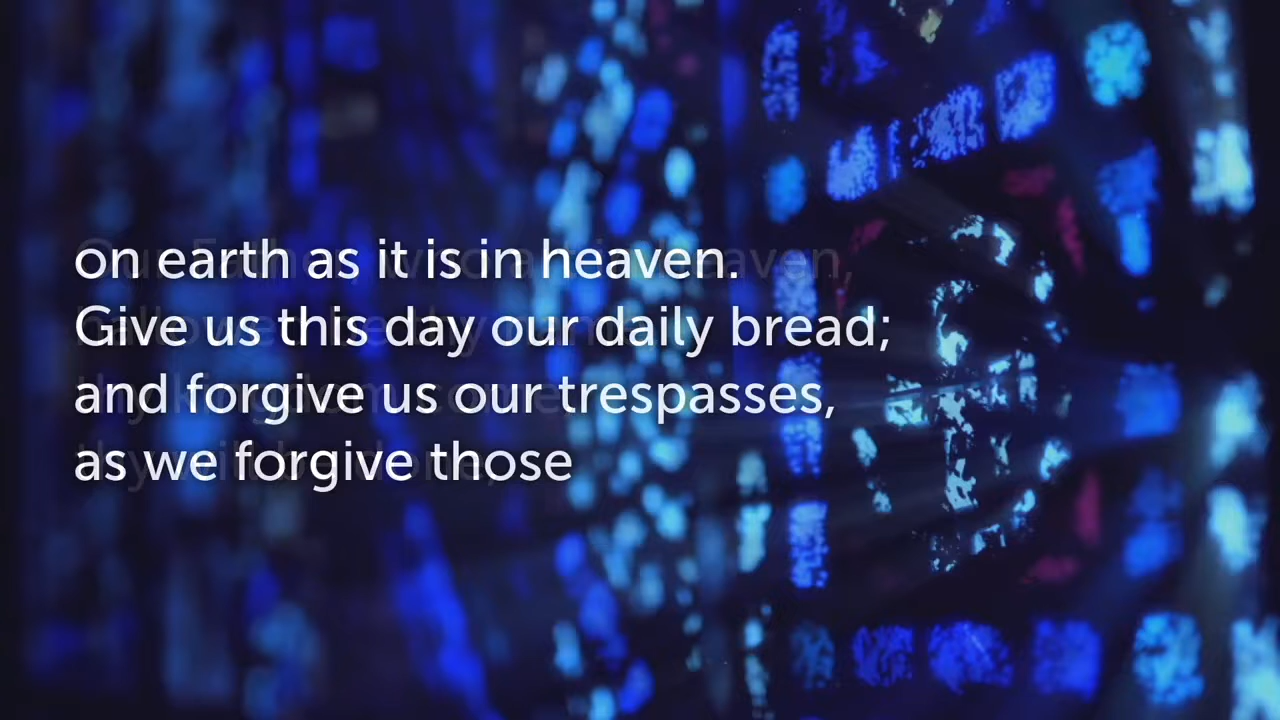 on earth as it is in heaven.
Give us this day our daily bread;
and forgive us our trespasses,
as we forgive those